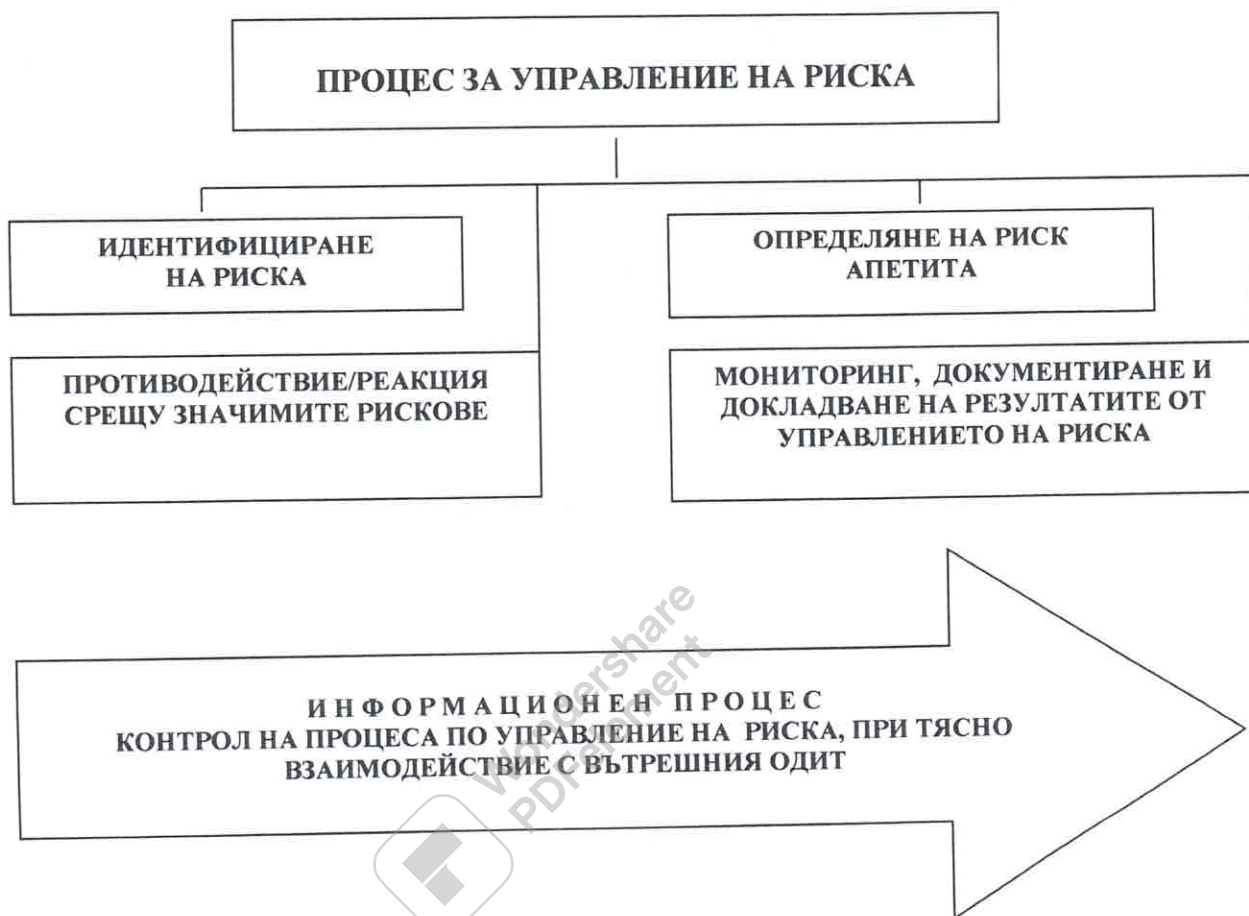 ПРОЦЕС ЗА УПРАВЛЕНИЕ НА РИСКА
ИДЕНТИФИЦИРАНЕ
НА РИСКА
ОПРЕДЕЛЯНЕ НА РИСК
АПЕТИТА
ПРОТИВОДЕЙСТВИЕ/РЕАКЦИЯ
СРЕЩУ ЗНАЧИМИТЕ РИСКОВЕ
МОНИТОРИНГ, ДОКУМЕНТИРАНЕ И
ДОКЛАДВАНЕ НА РЕЗУЛТАТИТЕ ОТ
УПРАВЛЕНИЕТО НА РИСКА
И Н Ф О Р М А Ц И О Н Е Н П Р О Ц Е С
КОНТРОЛ НА ПРОЦЕСА ПО УПРАВЛЕНИЕ НА РИСКА, ПРИ ТЯСНО
ВЗАИМОДЕЙСТВИЕ С ВЪТРЕШНИЯ ОДИТ
Wondershare
PDFelement